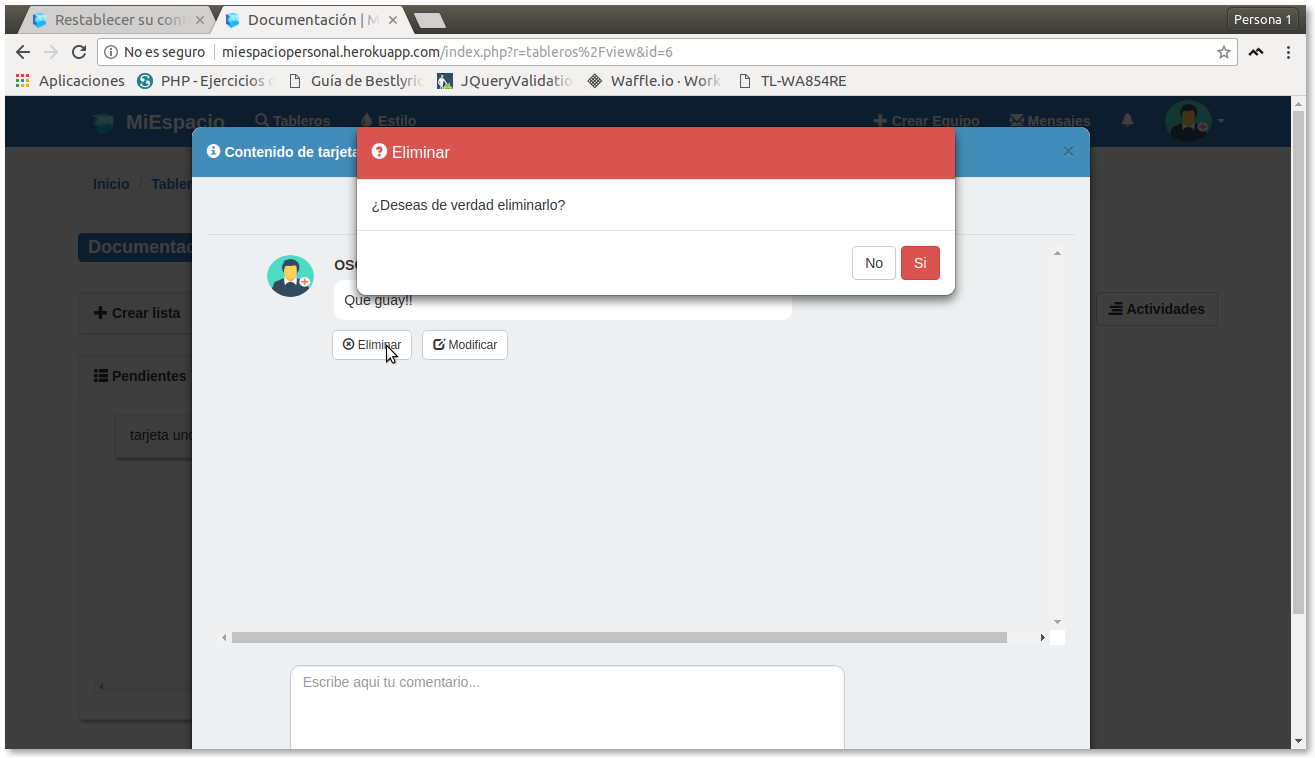 Restablecer su con
Documentación | M
Persona 1
No es seguro
miespaciopersonal.herokuapp.com/index.php?r=tableros%2Fview&id=6
Aplicaciones
PHP - Ejercicios
Guía de Bestlyric
JQueryValidatio
Waffle.io · Work
TL-WA854RE
MiEspacio
Tableros
Estilo
Crear Equipo
Mensajes
Contenido de tarjeta
×
Eliminar
¿Deseas de verdad eliminarlo?
No
Si
Inicio / Tabler
Documentac
OSC
Que guay!!
Eliminar
Modificar
Crear lista
Actividades
Pendientes
tarjeta uno
Escribe aqui tu comentario...